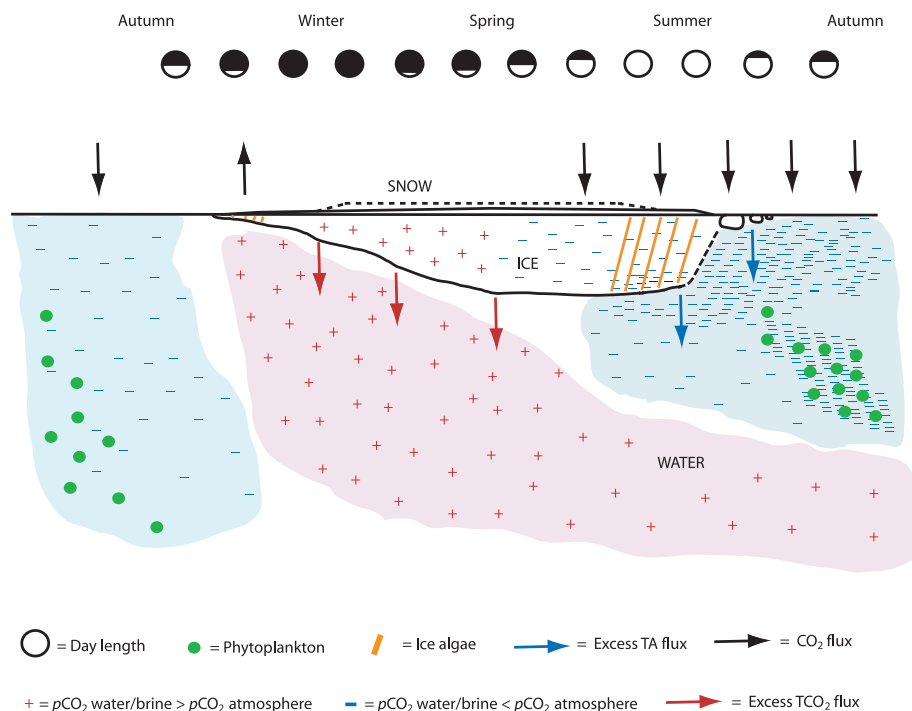 Autumn Winter Spring Summer Autumn
SNOW
ICE
WATER
= Day length = Phytoplankton = Ice algae = Excess TA flux = CO₂ flux
+ = pCO₂ water/brine > pCO₂ atmosphere - = pCO₂ water/brine < pCO₂ atmosphere = Excess TCO₂ flux